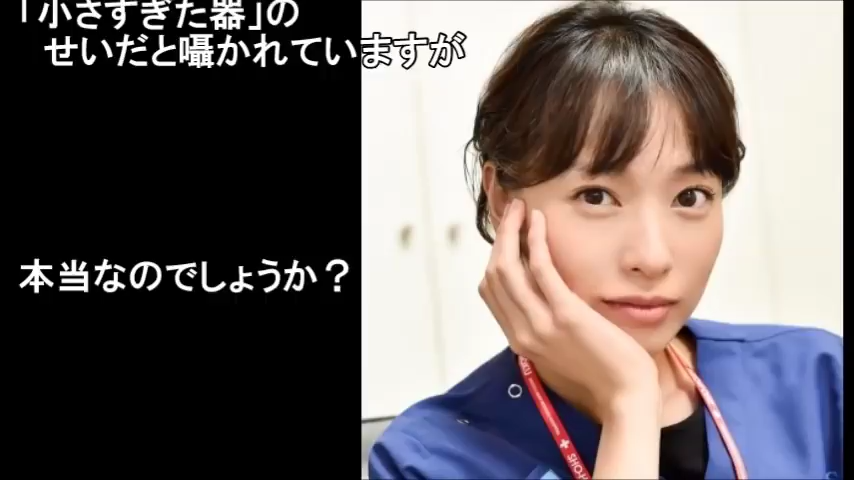 「小さすぎた器」の
せいだと囁かれていますが
本当なのでしょうか？